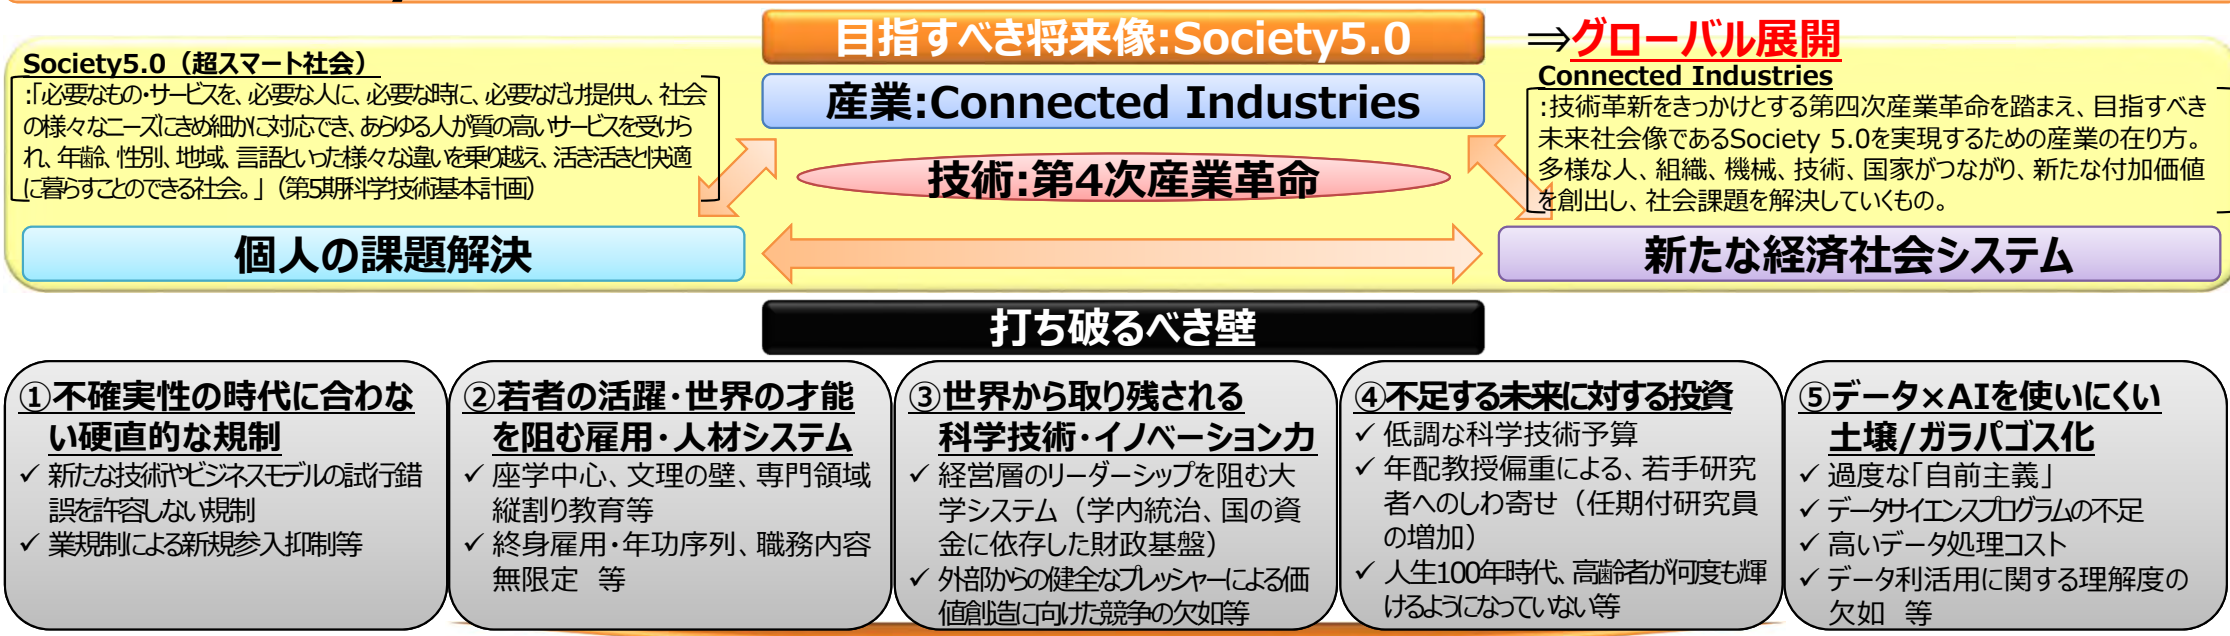 目指すべき将来像:Society5.0
⇒グローバル展開
Society5.0（超スマート社会）
:「必要なもの・サービスを、必要な人に、必要な時に、必要なだけ提供し、社会
の様々なニーズにきめ細かに対応でき、あらゆる人が質の高いサービスを受けら
れ、年齢、性別、地域、言語といった様々な違いを乗り越え、活き活きと快適
に暮らすことのできる社会。」（第5期科学技術基本計画）
産業:Connected Industries
技術:第4次産業革命
Connected Industries
:技術革新をきっかけとする第四次産業革命を踏まえ、目指すべき
未来社会像であるSociety 5.0を実現するための産業の在り方。
多様な人、組織、機械、技術、国家がつながり、新たな付加価値
を創出し、社会課題を解決していくもの。
個人の課題解決
新たな経済社会システム
打ち破るべき壁
①不確実性の時代に合わな
い硬直的な規制
✓ 新たな技術やビジネスモデルの試行錯
誤を許容しない規制
✓ 業規制による新規参入抑制等
②若者の活躍・世界の才能
を阻む雇用・人材システム
✓ 座学中心、文理の壁、専門領域
縦割り教育等
✓ 終身雇用・年功序列、職務内容
無限定 等
③世界から取り残される
科学技術・イノベーション力
✓ 経営層のリーダーシップを阻む大
学システム（学内統治、国の資
金に依存した財政基盤）
✓ 外部からの健全なプレッシャーによる価
値創造に向けた競争の欠如等
④不足する未来に対する投資
✓ 低調な科学技術予算
✓ 年配教授偏重による、若手研究
者へのしわ寄せ（任期付研究員
の増加）
✓ 人生100年時代、高齢者が何度も輝
けるようになっていない等
⑤データ×AIを使いにくい
土壌/ガラパゴス化
✓ 過度な「自前主義」
✓ データサイエンスプログラムの不足
✓ 高いデータ処理コスト
✓ データ利活用に関する理解度の
欠如 等